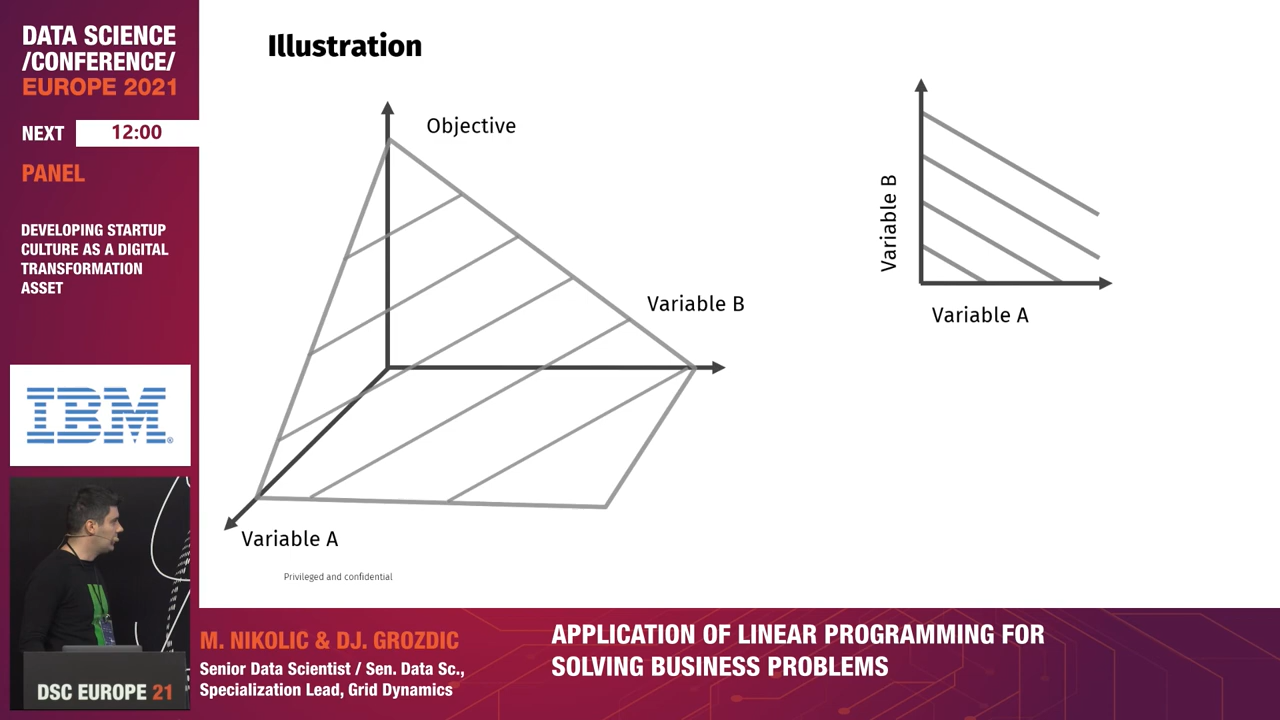 DATA SCIENCE
/CONFERENCE/
EUROPE 2021
NEXT 12:00
PANEL
DEVELOPING STARTUP
CULTURE AS A DIGITAL
TRANSFORMATION
ASSET
IBM
DSC EUROPE 21
Illustration
Objective
Variable B
Variable A
Variable B
Variable A
Privileged and confidential
M. NIKOLIC & DJ. GROZDIC
Senior Data Scientist / Sen. Data Sc.,
Specialization Lead, Grid Dynamics
APPLICATION OF LINEAR PROGRAMMING FOR
SOLVING BUSINESS PROBLEMS